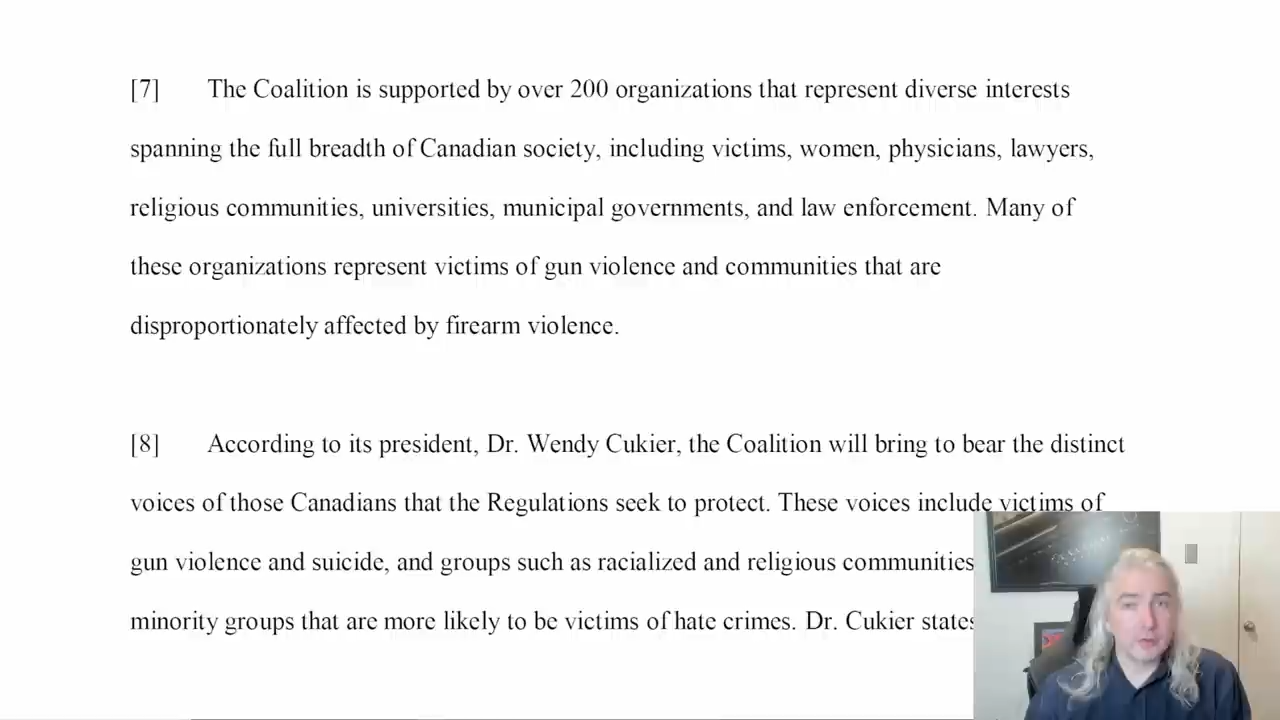 [7] The Coalition is supported by over 200 organizations that represent diverse interests
spanning the full breadth of Canadian society, including victims, women, physicians, lawyers,
religious communities, universities, municipal governments, and law enforcement. Many of
these organizations represent victims of gun violence and communities that are
disproportionately affected by firearm violence.
[8] According to its president, Dr. Wendy Cukier, the Coalition will bring to bear the distinct
voices of those Canadians that the Regulations seek to protect. These voices include victims of
gun violence and suicide, and groups such as racialized and religious communities
minority groups that are more likely to be victims of hate crimes. Dr. Cukier states